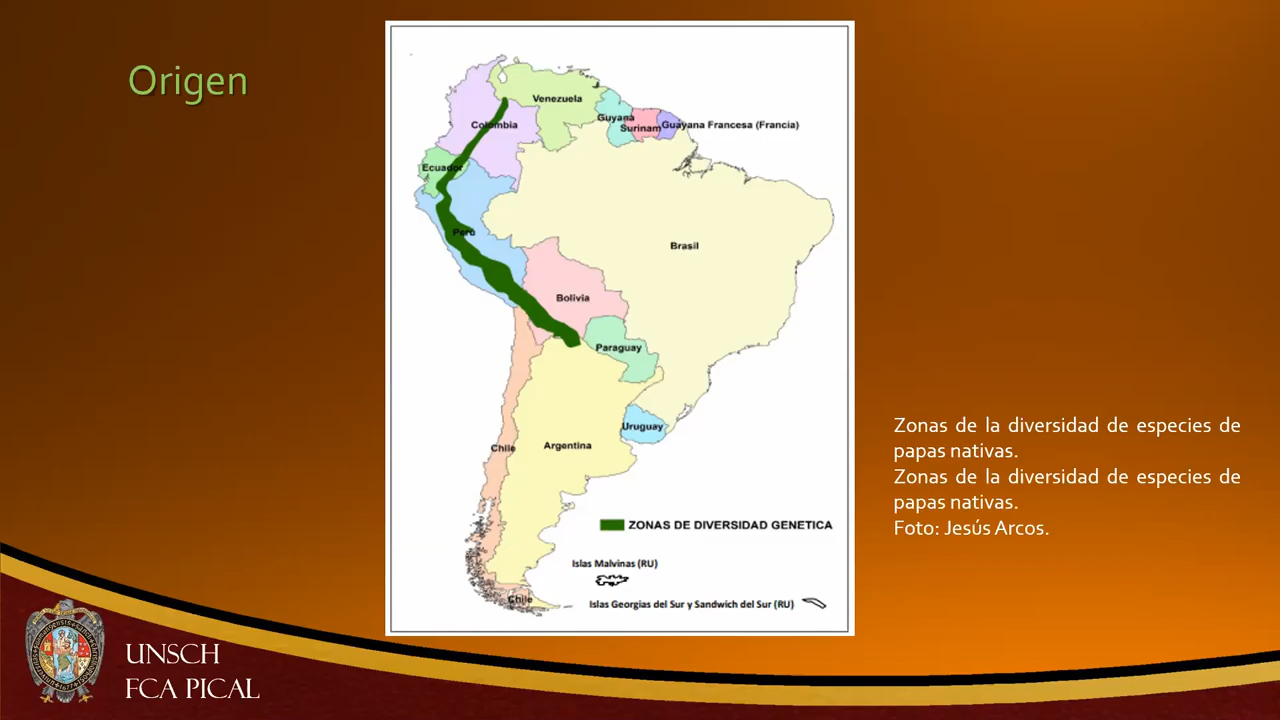 Origen
Venezuela
Colombia
Guyana
Surinam
Guayana Francesa (Francia)
Ecuador
Perú
Brasil
Bolivia
Paraguay
Uruguay
Chile
Argentina
ZONAS DE DIVERSIDAD GENETICA
Islas Malvinas (RU)
Islas Georgias del Sur y Sandwich del Sur (RU)
Chile
Zonas de la diversidad de especies de
papas nativas.
Zonas de la diversidad de especies de
papas nativas.
Foto: Jesús Arcos.
UNSCH
FCA PICAL